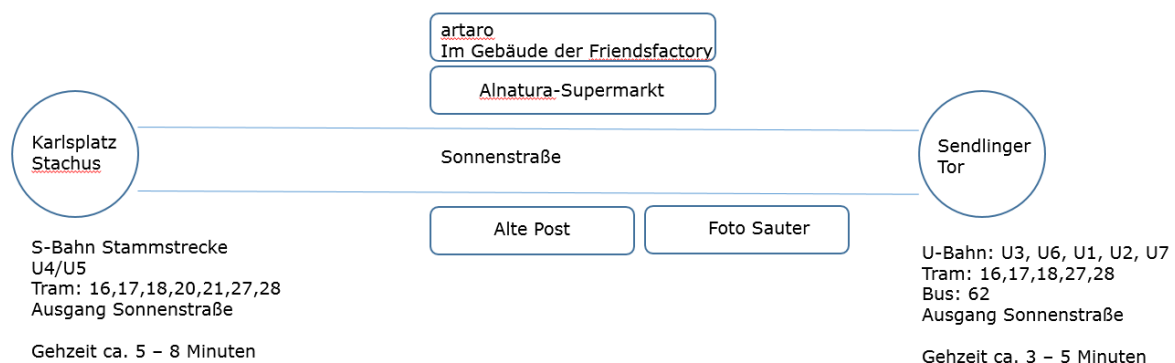 artaro
Im Gebäude der Friendsfactory
Alnatura-Supermarkt
Karlsplatz
Stachus
Sonnenstraße
Sendlinger
Tor
Alte Post
Foto Sauter
S-Bahn Stammstrecke
U4/U5
Tram: 16,17,18,20,21,27,28
Ausgang Sonnenstraße
Gehzeit ca. 5 – 8 Minuten
U-Bahn: U3, U6, U1, U2, U7
Tram: 16,17,18,27,28
Bus: 62
Ausgang Sonnenstraße
Gehzeit ca. 3 – 5 Minuten